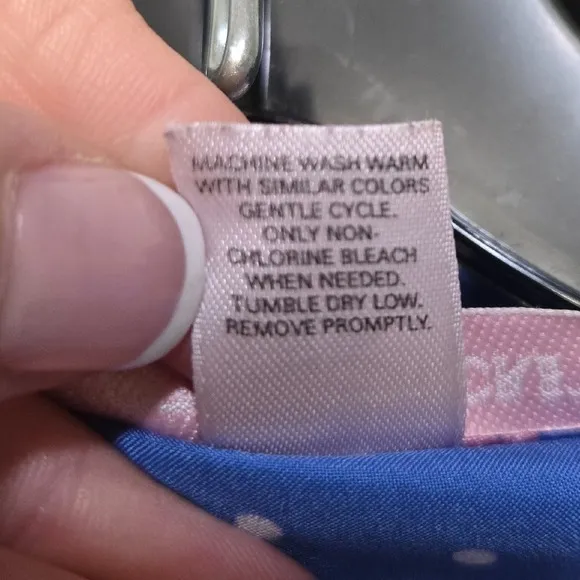 MACHINE WASH WARM
WITH SIMILAR COLORS
GENTLE CYCLE.
ONLY NON-
CHLORINE BLEACH
WHEN NEEDED.
TUMBLE DRY LOW.
REMOVE PROMPTLY.